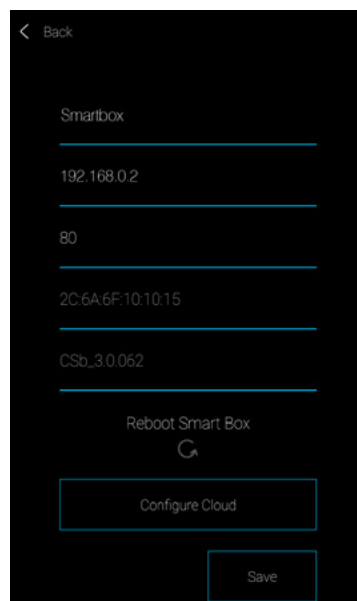 Back
Smartbox
192.168.0.2
80
2C:6A:6F:10:10:15
CSb_3.0.062
Reboot Smart Box
Configure Cloud
Save